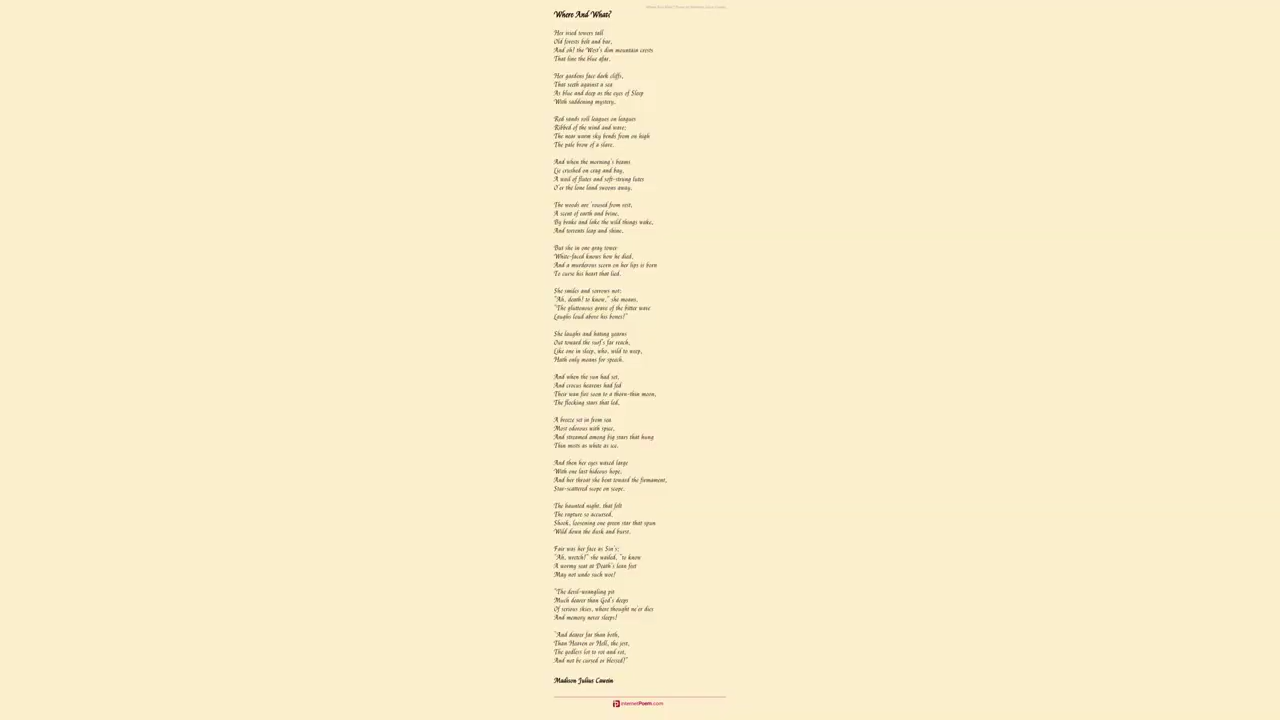 Where And What? Poem by Madison Julius Cawein
Where And What?
Her ivied towers tall
Old forests belt and bar,
And oh! the West's dim mountain crests
That line the blue afar.
Her gardens face dark cliffs,
That seeth against a sea
As blue and deep as the eyes of Sleep
With saddening mystery.
Red sands roll leagues on leagues
Ribbed of the wind and wave;
The near warm sky bends from on high
The pale brow of a slave.
And when the morning's beams
Lie crushed on crag and bay,
A wail of flutes and soft-strung lutes
O'er the lone land swoons away.
The woods are 'roused from rest,
A scent of earth and brine,
By brake and lake the wild things wake,
And torrents leap and shine.
But she in one gray tower
White-faced knows how he died,
And a murderous scorn on her lips is born
To curse his heart that lied.
She smiles and sorrows not:
"Ah, death! to know," she moans,
"The gluttonous grave of the bitter wave
Laughs loud above his bones!"
She laughs and hating yearns
Out toward the surf's far reach,
Like one in sleep, who, wild to weep,
Hath only moans for speech.
And when the sun had set,
And crocus heavens had fed
Their wan fire soon to a thorn-thin moon,
The flocking stars that led,
A breeze set in from sea
Most odorous with spice,
And streamed among big stars that hung
Thin mists as white as ice.
And then her eyes waxed large
With one last hideous hope,
And her throat she bent toward the firmament,
Star-scattered scope on scope.
The haunted night, that felt
The rapture so accursed,
Shook, loosening one green star that spun
Wild down the dusk and burst.
Fair was her face as Sin's;
"Ah, wretch!" she wailed, "to know
A wormy seat at Death's lean feet
May not undo such woe!
"The devil-wrangling pit
Much dearer than God's deeps
Of serious skies, where thought ne'er dies
And memory never sleeps!
"And dearer far than both,
Than Heaven or Hell, the jest,
The godless lot to rot and rot,
And not be cursed or blessed!"
Madison Julius Cawein
InternetPoem.com